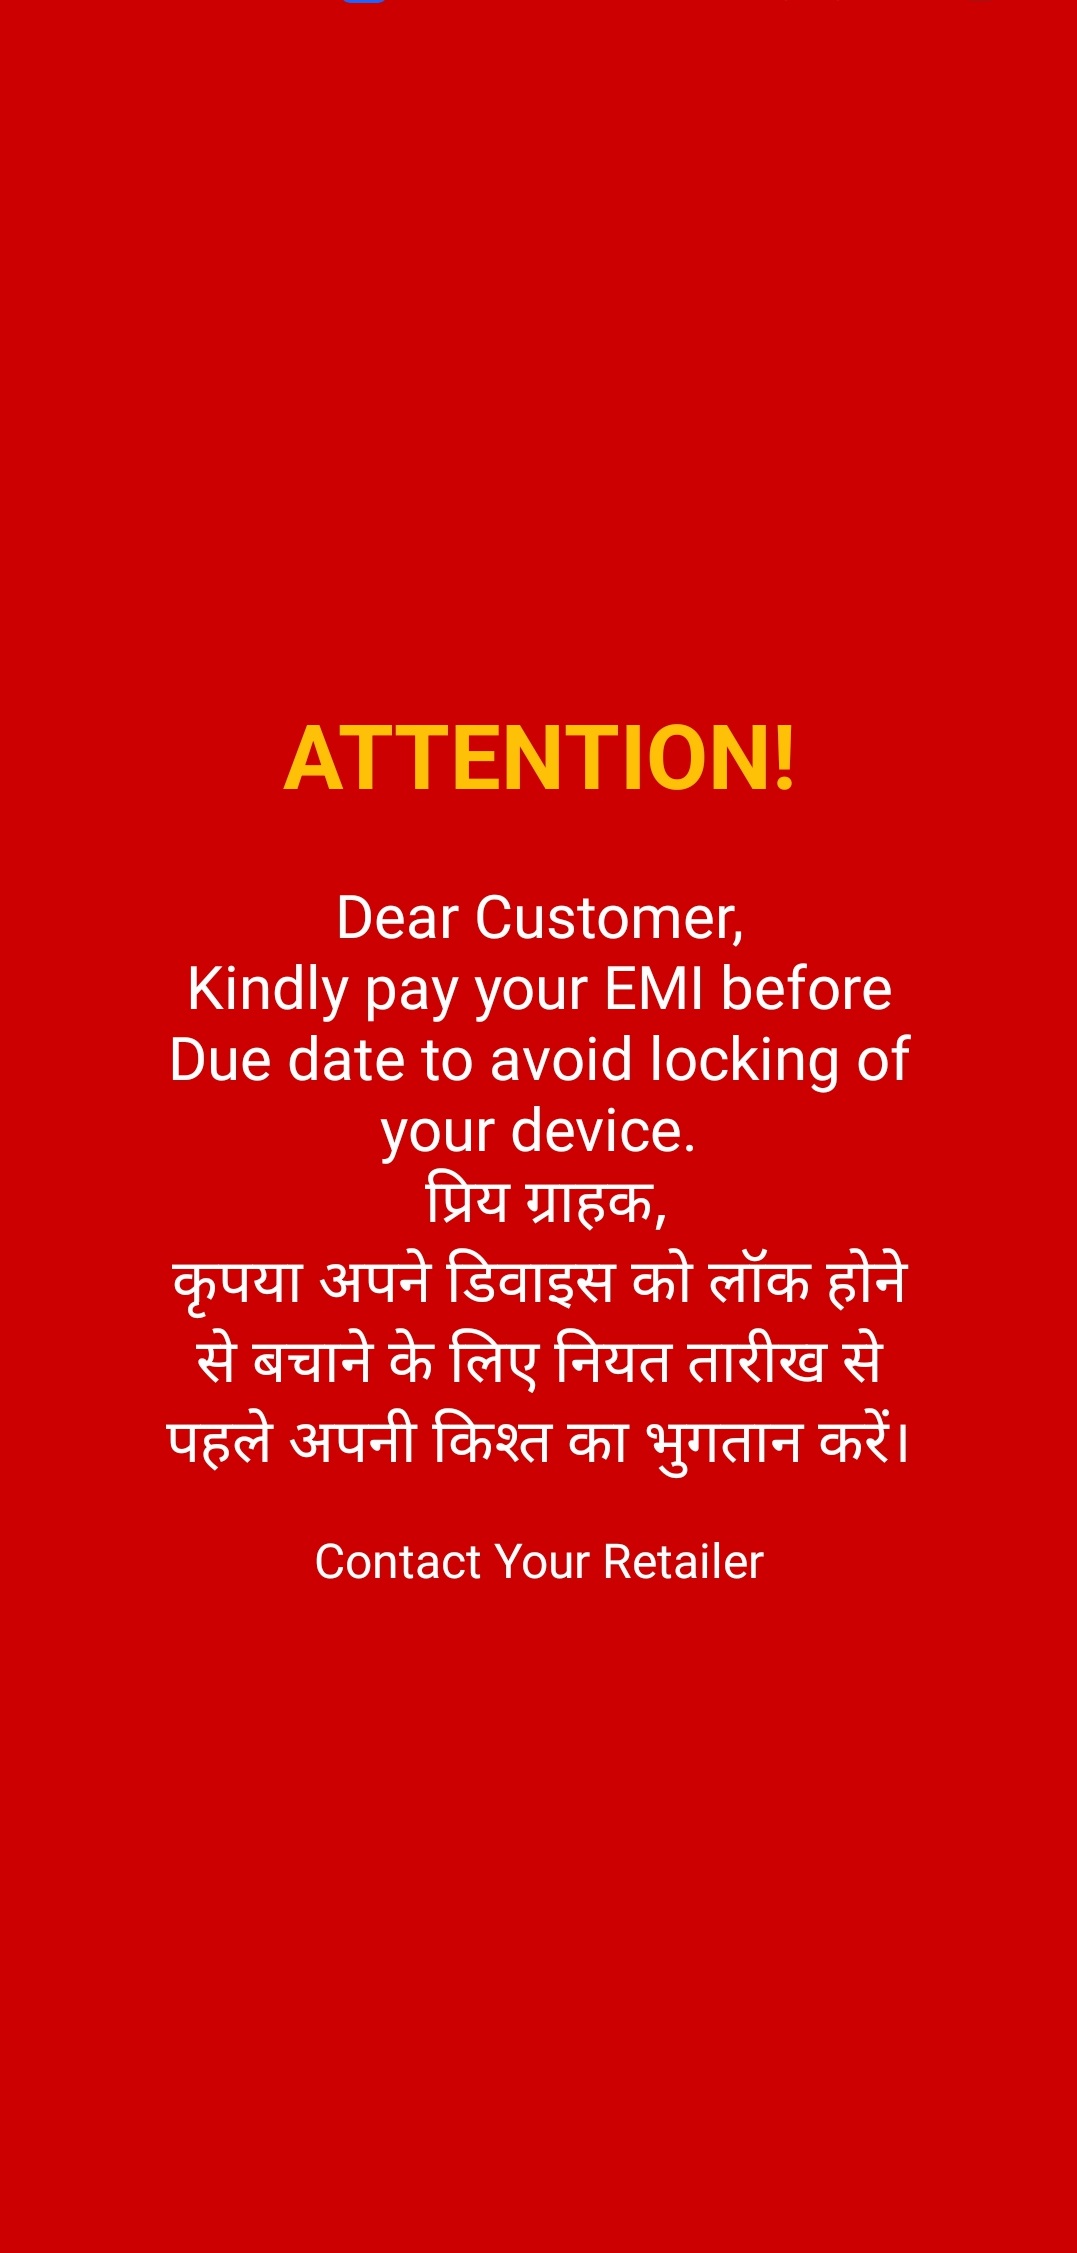 ATTENTION!
Dear Customer,
Kindly pay your EMI before
Due date to avoid locking of
your device.
प्रिय ग्राहक,
कृपया अपने डिवाइस को लॉक होने
से बचाने के लिए नियत तारीख से
पहले अपनी किश्त का भुगतान करें।
Contact Your Retailer